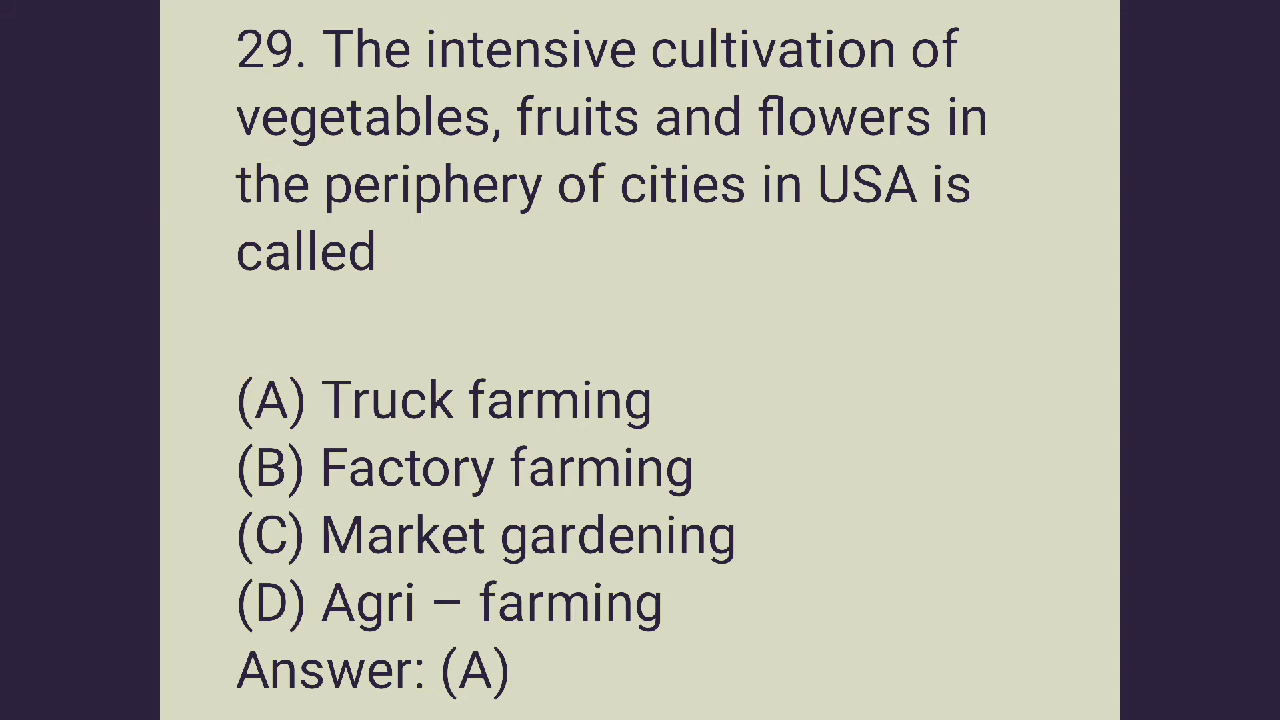 29. The intensive cultivation of
vegetables, fruits and flowers in
the periphery of cities in USA is
called
(A) Truck farming
(B) Factory farming
(C) Market gardening
(D) Agri – farming
Answer: (A)